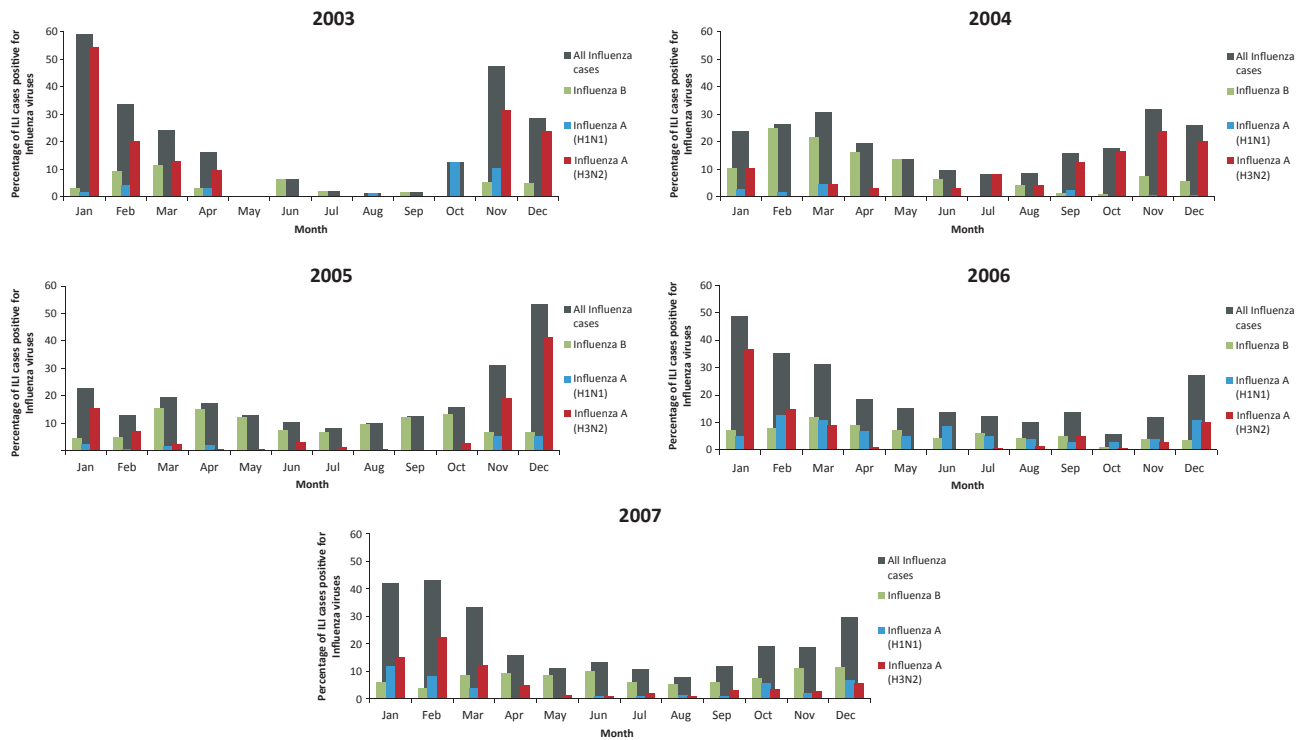 2003
Percentage of ILI cases positive for
Influenza viruses
60
50
40
30
20
10
0
Jan Feb Mar Apr May Jun Jul Aug Sep Oct Nov Dec
Month
All Influenza
cases
Influenza B
Influenza A
(H1N1)
Influenza A
(H3N2)
2004
Percentage of ILI cases positive for
Influenza viruses
60
50
40
30
20
10
0
Jan Feb Mar Apr May Jun Jul Aug Sep Oct Nov Dec
Month
All Influenza
cases
Influenza B
Influenza A
(H1N1)
Influenza A
(H3N2)
2005
Percentage of ILI cases positive for
Influenza viruses
60
50
40
30
20
10
Jan Feb Mar Apr May Jun Jul Aug Sep Oct Nov Dec
Month
All Influenza
cases
Influenza B
Influenza A
(H1N1)
Influenza A
(H3N2)
2006
Percentage of ILI cases positive for
Influenza viruses
60
50
40
30
20
10
0
Jan Feb Mar Apr May Jun Jul Aug Sep Oct Nov Dec
Month
All Influenza
cases
Influenza B
Influenza A
(H1N1)
Influenza A
(H3N2)
2007
Percentage of ILI cases positive for
Influenza viruses
60
50
40
30
20
10
0
Jan Feb Mar Apr May Jun Jul Aug Sep Oct Nov Dec
Month
All Influenza
cases
Influenza B
Influenza A
(H1N1)
Influenza A
(H3N2)